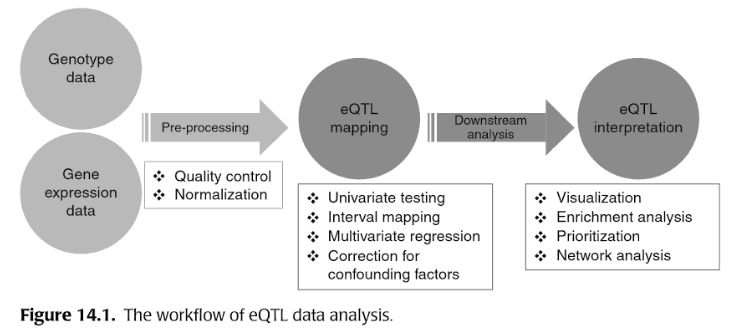 Genotype
data
Gene
expression
data
Pre-processing
❖ Quality control
❖ Normalization
eQTL
mapping
❖ Univariate testing
❖ Interval mapping
❖ Multivariate regression
❖ Correction for
confounding factors
Downstream
analysis
eQTL
interpretation
❖ Visualization
❖ Enrichment analysis
❖ Prioritization
❖ Network analysis
Figure 14.1. The workflow of eQTL data analysis.